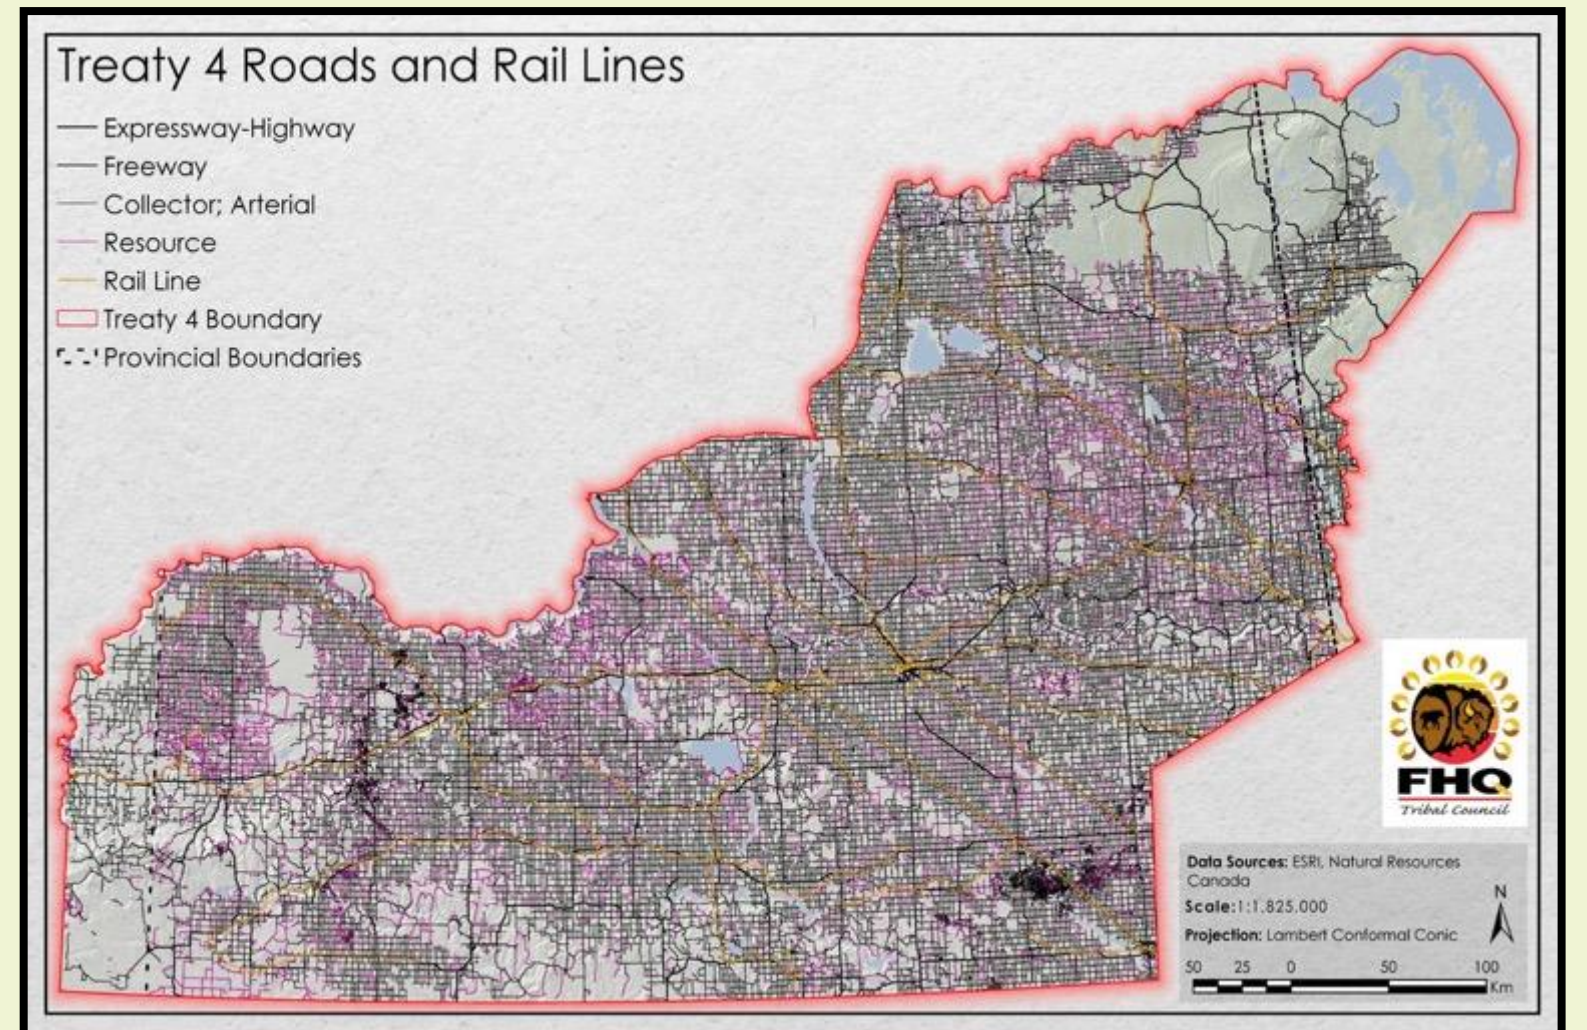 Treaty 4 Roads and Rail Lines
Expressway-Highway
Freeway
Collector; Arterial
Resource
Rail Line
Treaty 4 Boundary
Provincial Boundaries
FHQ
Tribal Council
Data Sources: ESRI, Natural Resources
Canada
Scale:1:1,825,000
Projection: Lambert Conformal Conic
N
50 25 0 50 100
Km